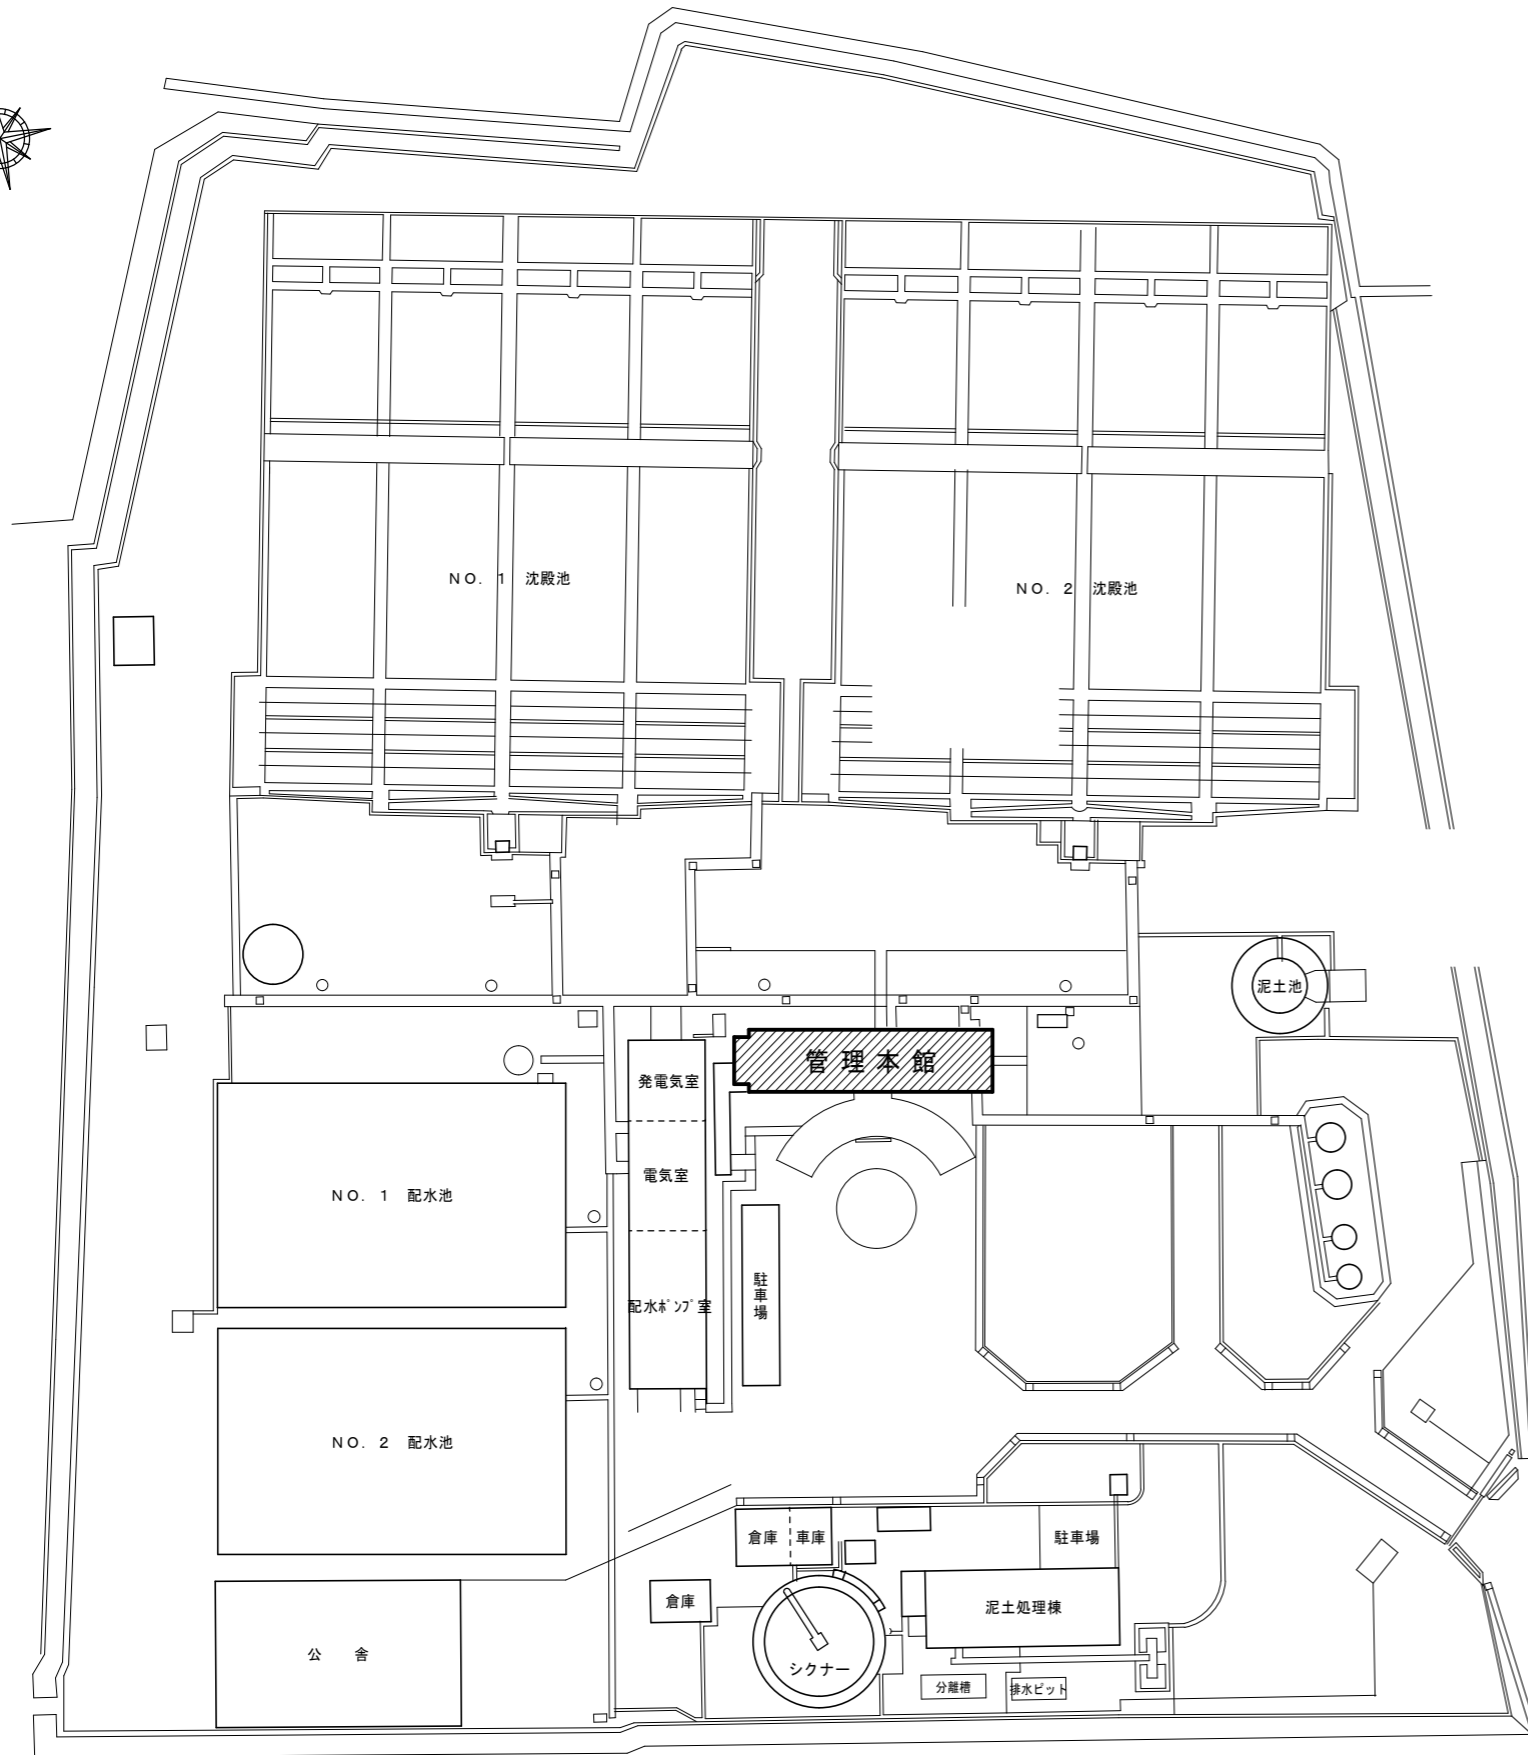 NO. 1 沈殿池
NO. 2 沈殿池
泥土池
管理本館
発電気室
電気室
配水ﾎﾟﾝﾌﾟ室
駐車場
NO. 1 配水池
NO. 2 配水池
倉庫
車庫
駐車場
倉庫
泥土処理棟
公 舎
シクナー
分離槽
排水ピット